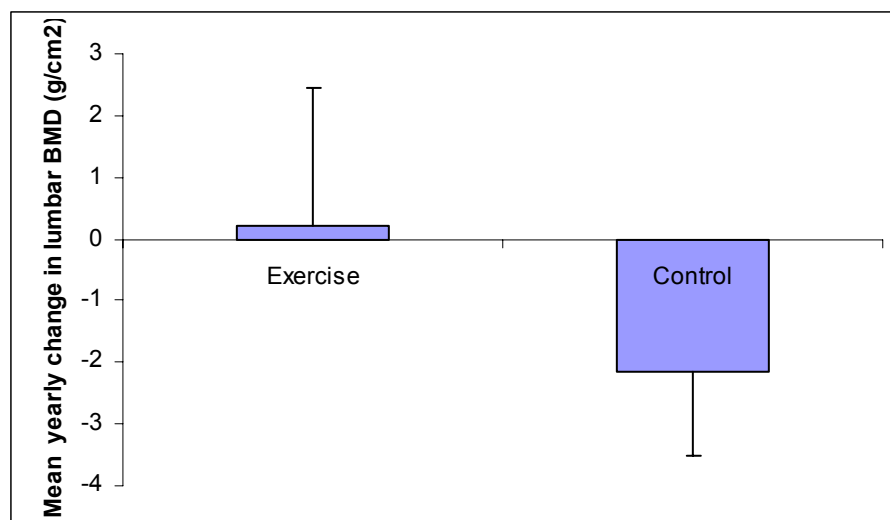 Mean yearly change in lumbar BMD (g/cm2)
3
2
1
0
-1
-2
-3
-4
Exercise
Control